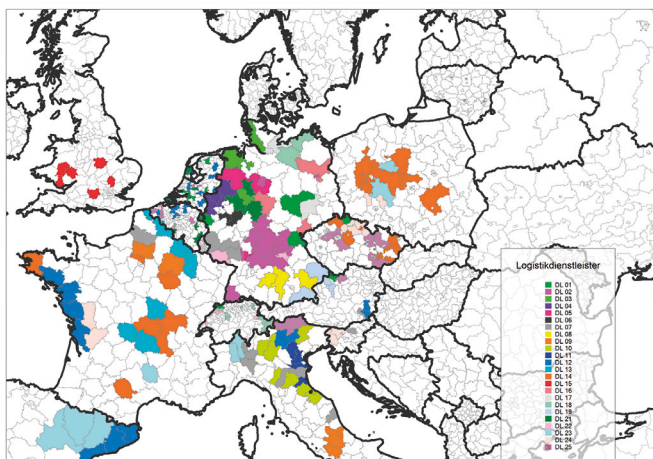 Logistikdienstleister
DL 01
DL 02
DL 03
DL 04
DL 05
DL 06
DL 07
DL 08
DL 09
DL 10
DL 11
DL 12
DL 13
DL 14
DL 15
DL 16
DL 17
DL 18
DL 19
DL 21
DL 22
DL 23
DL 24
DL 25